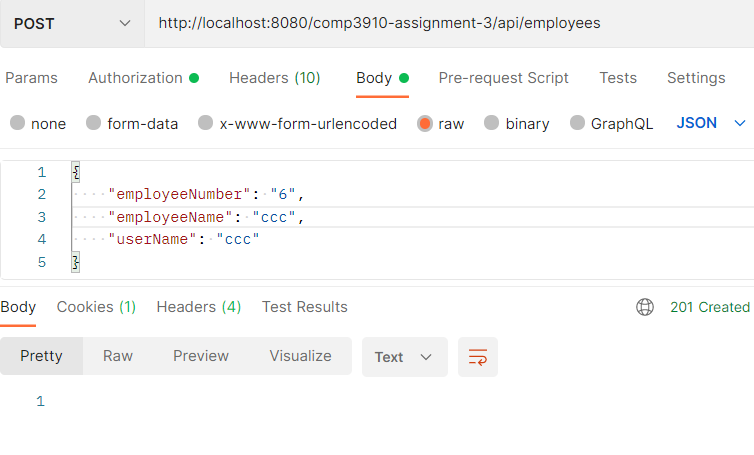 POST http://localhost:8080/comp3910-assignment-3/api/employees
Params Authorization Headers (10) Body Pre-request Script Tests Settings
none form-data x-www-form-urlencoded raw binary GraphQL JSON
1 {
2 "employeeNumber": "6",
3 "employeeName": "ccc",
4 "userName": "ccc"
5 }
Body Cookies (1) Headers (4) Test Results 201 Created
Pretty Raw Preview Visualize Text
1